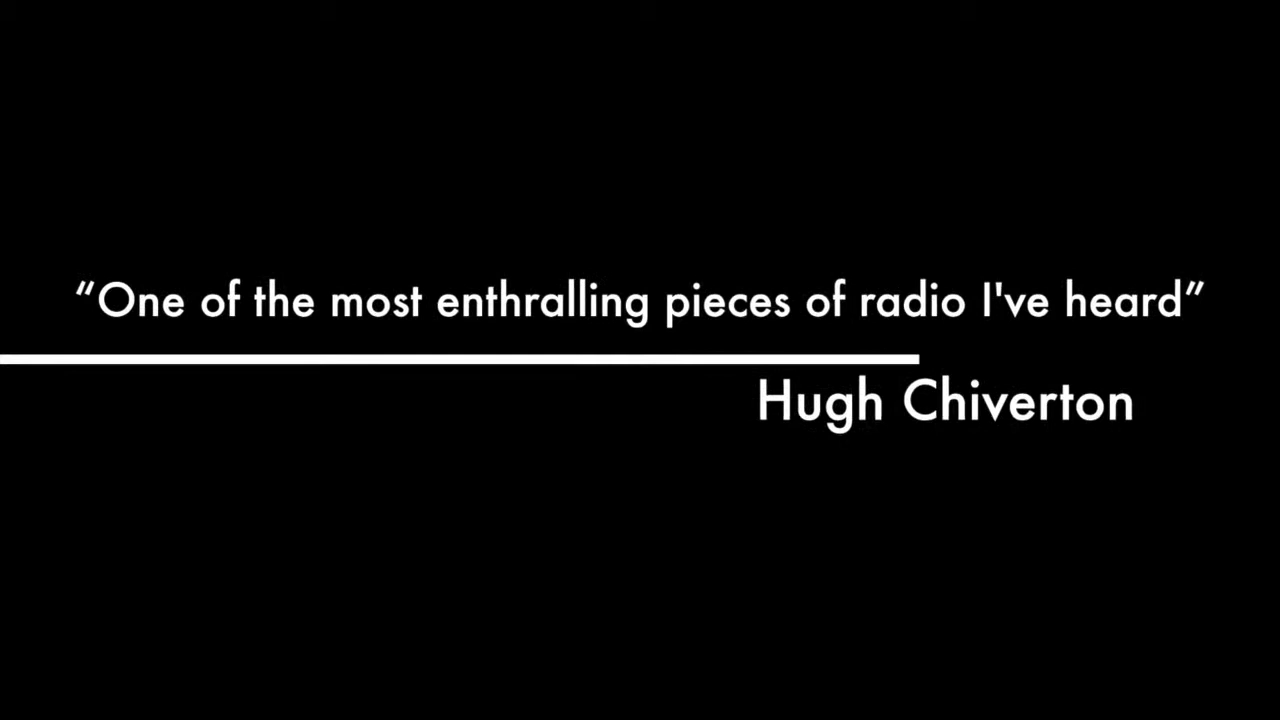 “One of the most enthralling pieces of radio I've heard”
Hugh Chiverton